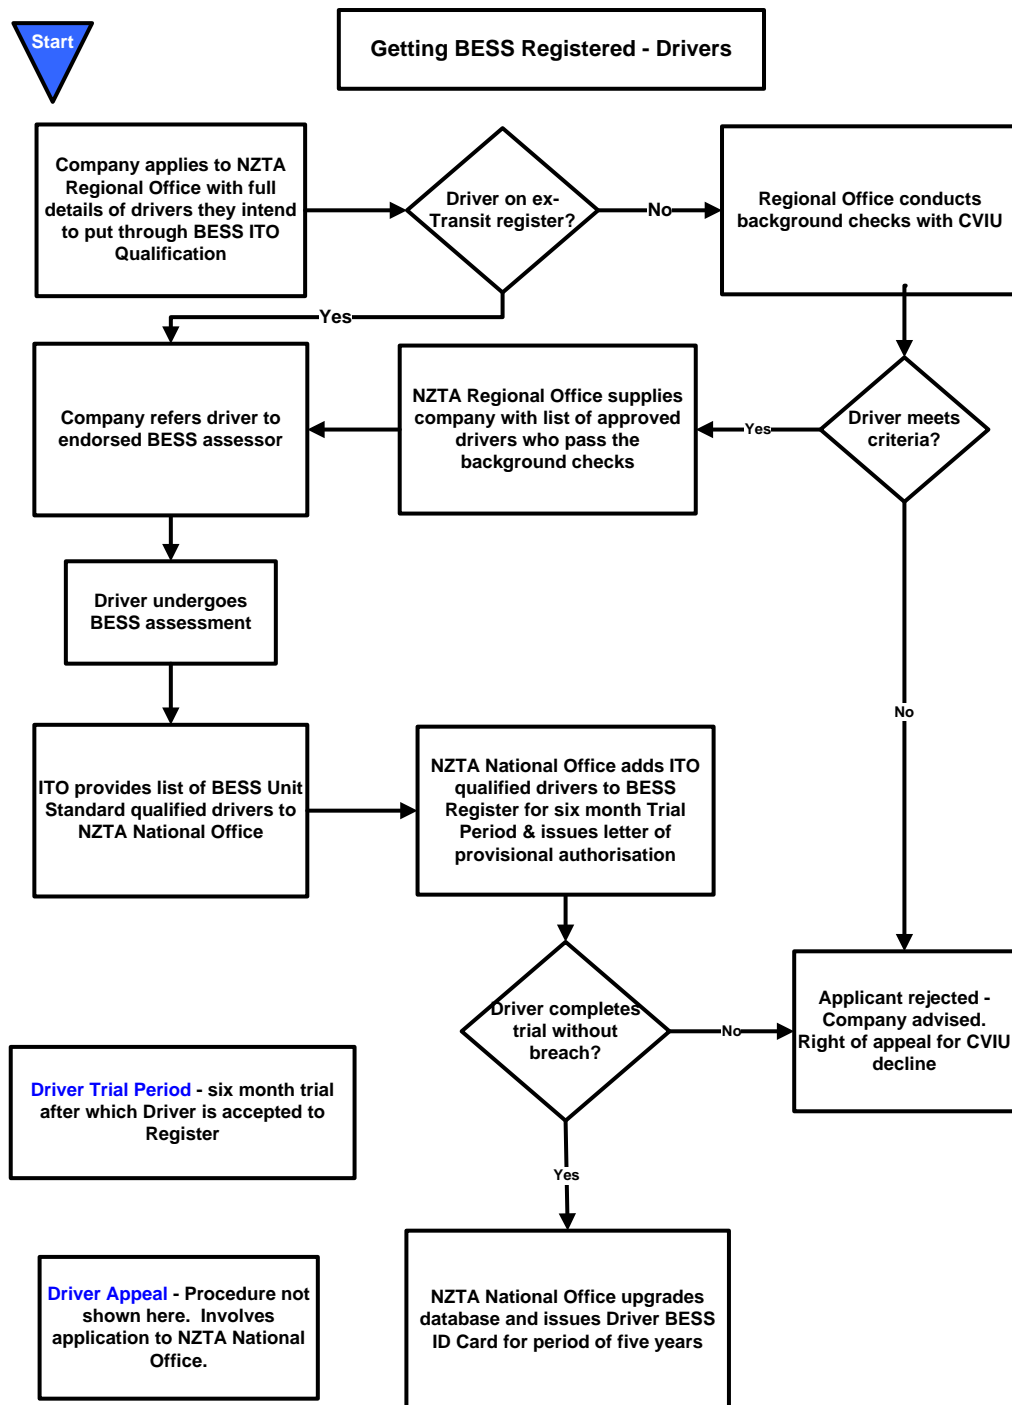 Start
Getting BESS Registered - Drivers
Company applies to NZTA
Regional Office with full
details of drivers they intend
to put through BESS ITO
Qualification
Driver on ex-
Transit register?
No
Regional Office conducts
background checks with CVIU
Yes
Company refers driver to
endorsed BESS assessor
NZTA Regional Office supplies
company with list of approved
drivers who pass the
background checks
Yes
Driver meets
criteria?
Driver undergoes
BESS assessment
No
ITO provides list of BESS Unit
Standard qualified drivers to
NZTA National Office
NZTA National Office adds ITO
qualified drivers to BESS
Register for six month Trial
Period & issues letter of
provisional authorisation
Driver completes
trial without
breach?
No
Applicant rejected -
Company advised.
Right of appeal for CVIU
decline
Driver Trial Period - six month trial
after which Driver is accepted to
Register
Yes
Driver Appeal - Procedure not
shown here. Involves
application to NZTA National
Office.
NZTA National Office upgrades
database and issues Driver BESS
ID Card for period of five years